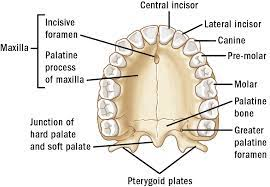 Central incisor
Incisive
foramen
Maxilla
Palatine
process
of maxilla
Lateral incisor
Canine
Pre-molar
Molar
Palatine
bone
Greater
palatine
foramen
Junction of
hard palate
and soft palate
Pterygoid plates